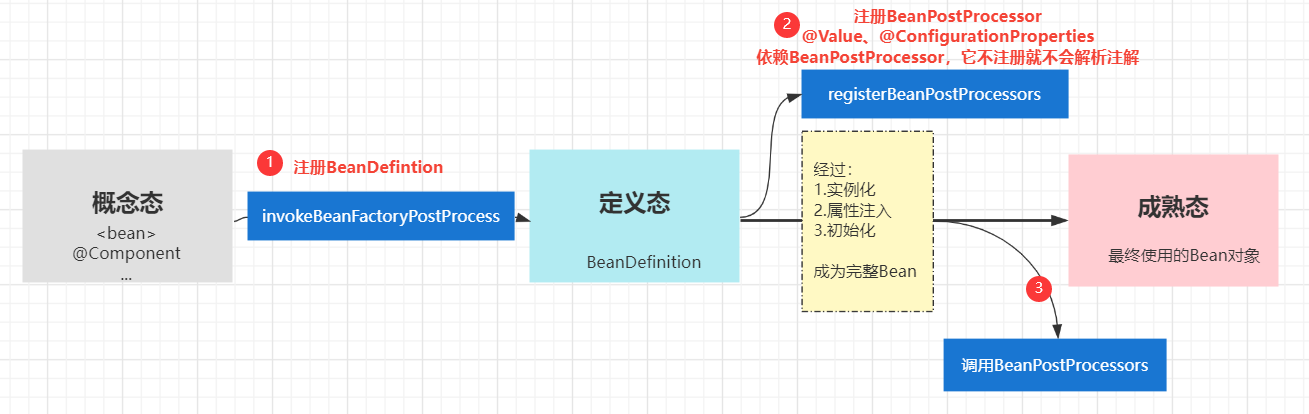 2
注册BeanPostProcessor
@Value、@ConfigurationProperties
依赖BeanPostProcessor，它不注册就不会解析注解
registerBeanPostProcessors
1
注册BeanDefintion
概念态
<bean>
@Component
...
invokeBeanFactoryPostProcess
定义态
BeanDefinition
经过：
1.实例化
2.属性注入
3.初始化
成为完整Bean
成熟态
最终使用的Bean对象
3
调用BeanPostProcessors